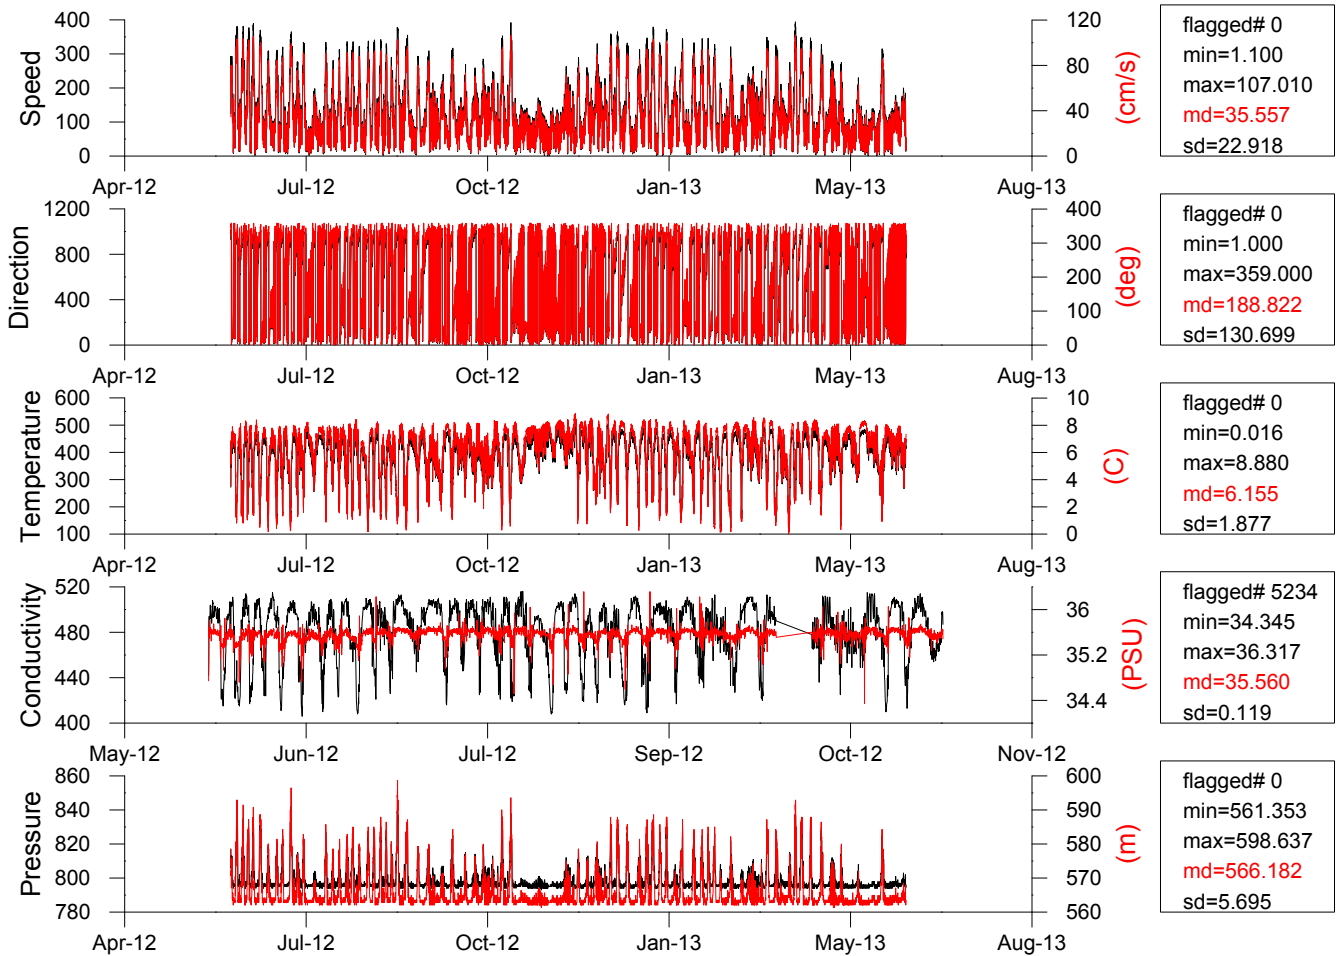 Speed
400
300
200
100
0
120
80
40
0
(cm/s)
Apr-12 Jul-12 Oct-12 Jan-13 May-13 Aug-13
flagged# 0
min=1.100
max=107.010
md=35.557
sd=22.918
Direction
1200
800
400
0
400
300
200
100
0
(deg)
Apr-12 Jul-12 Oct-12 Jan-13 May-13 Aug-13
flagged# 0
min=1.000
max=359.000
md=188.822
sd=130.699
Temperature
600
500
400
300
200
100
10
8
6
4
2
0
(C)
Apr-12 Jul-12 Oct-12 Jan-13 May-13 Aug-13
flagged# 0
min=0.016
max=8.880
md=6.155
sd=1.877
Conductivity
520
480
440
400
36
35.2
34.4
(PSU)
May-12 Jun-12 Jul-12 Sep-12 Oct-12 Nov-12
flagged# 5234
min=34.345
max=36.317
md=35.560
sd=0.119
Pressure
860
840
820
800
780
600
590
580
570
560
(m)
Apr-12 Jul-12 Oct-12 Jan-13 May-13 Aug-13
flagged# 0
min=561.353
max=598.637
md=566.182
sd=5.695